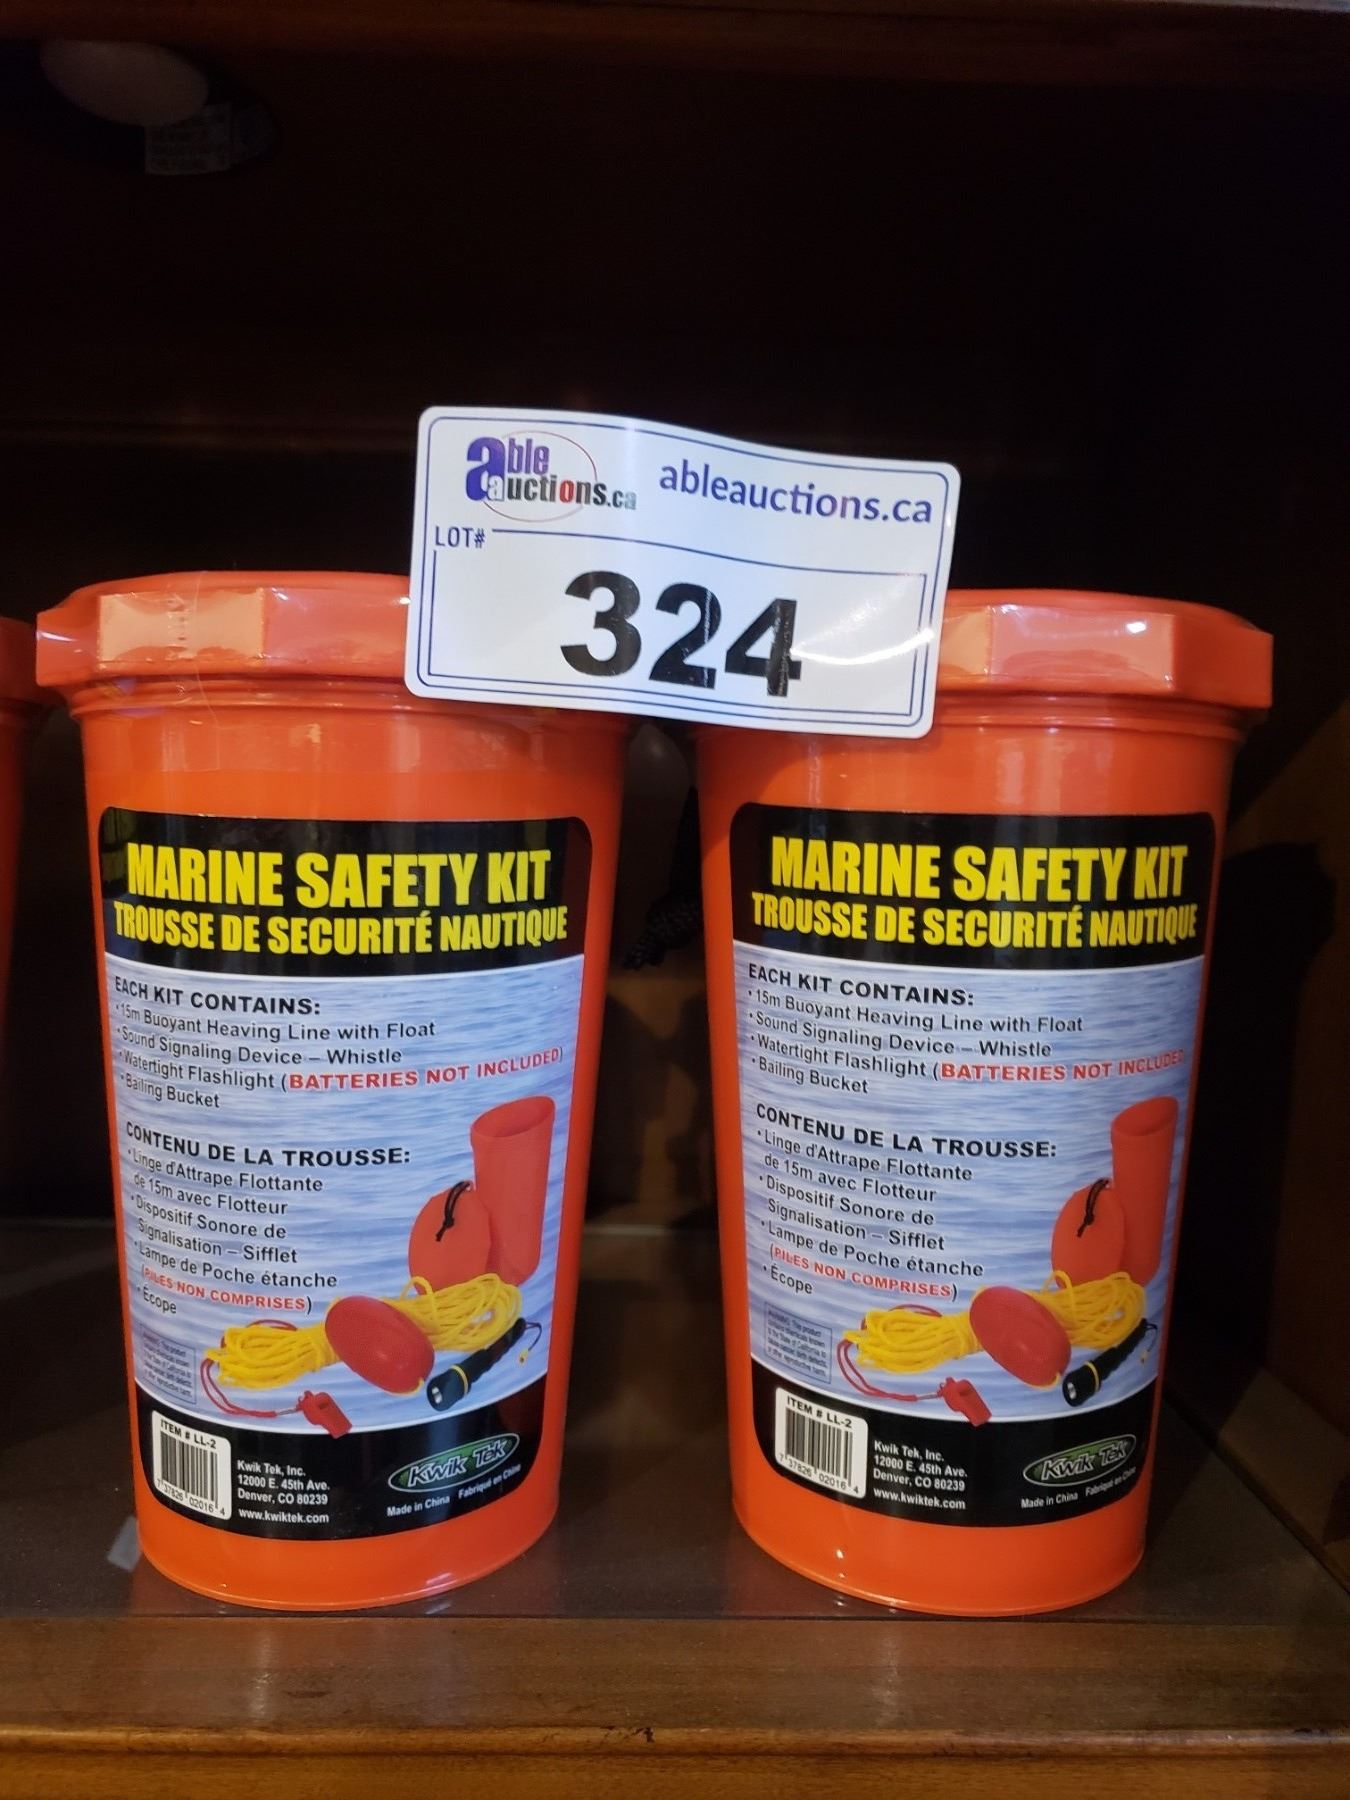 able auctions.ca ableauctions.ca
LOT#
324
MARINE SAFETY KIT
TROUSSE DE SECURITÉ NAUTIQUE
EACH KIT CONTAINS:
• 15m Buoyant Heaving Line with Float
• Sound Signaling Device – Whistle
• Watertight Flashlight (BATTERIES NOT INCLUDED)
• Bailing Bucket
CONTENU DE LA TROUSSE:
• Linge d'Attrape Flottante
de 15m avec Flotteur
• Dispositif Sonore de
Signalisation – Sifflet
• Lampe de Poche étanche
(PILES NON COMPRISES)
• Écope
ITEM # LL-2
7 37826 02016 4
Kwik Tek, Inc.
12000 E. 45th Ave.
Denver, CO 80239
www.kwiktek.com
Kwik Tek
Made in China Fabriqué en Chine
MARINE SAFETY KIT
TROUSSE DE SECURITÉ NAUTIQUE
EACH KIT CONTAINS:
• 15m Buoyant Heaving Line with Float
• Sound Signaling Device – Whistle
• Watertight Flashlight (BATTERIES NOT INCLUDED
• Bailing Bucket
CONTENU DE LA TROUSSE:
• Linge d'Attrape Flottante
de 15m avec Flotteur
• Dispositif Sonore de
Signalisation – Sifflet
• Lampe de Poche étanche
(PILES NON COMPRISES)
• Écope
ITEM # LL-2
7 37826 02016 4
Kwik Tek, Inc.
12000 E. 45th Ave.
Denver, CO 80239
www.kwiktek.com
Kwik Tek
Made in China Fabriqué en Chine